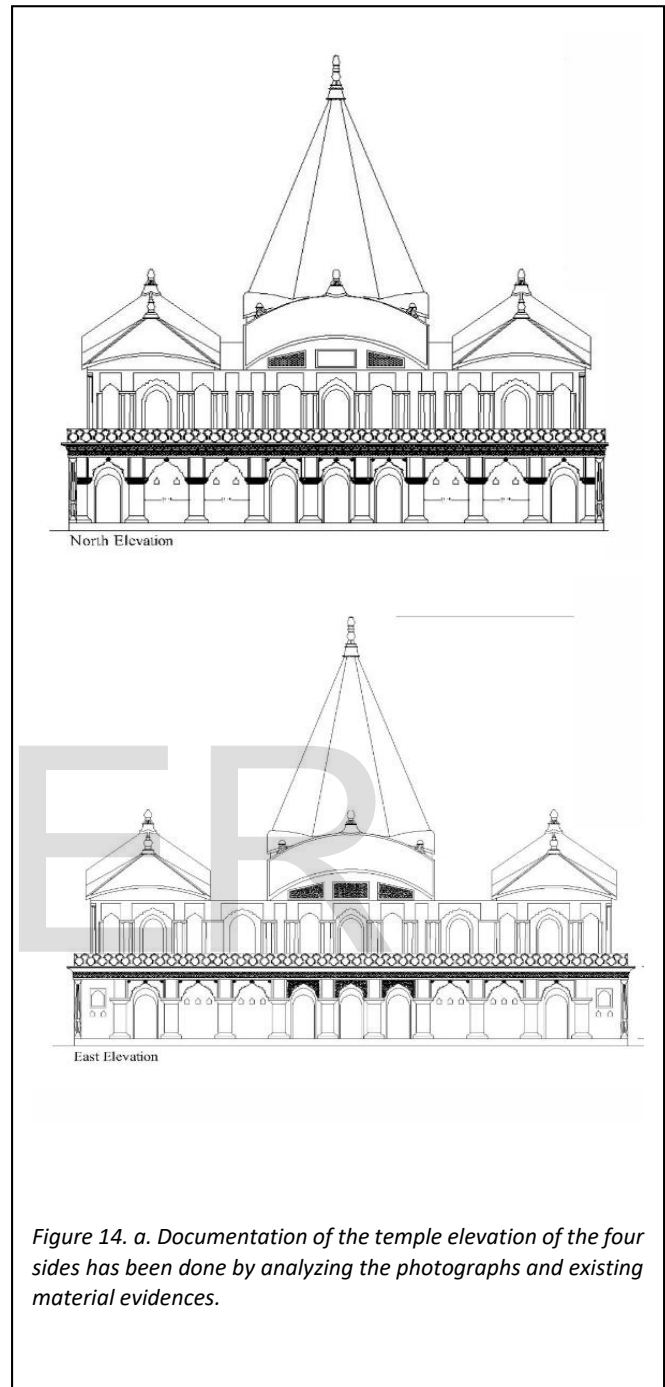 North Elevation
ER
East Elevation
Figure 14. a. Documentation of the temple elevation of the four
sides has been done by analyzing the photographs and existing
material evidences.